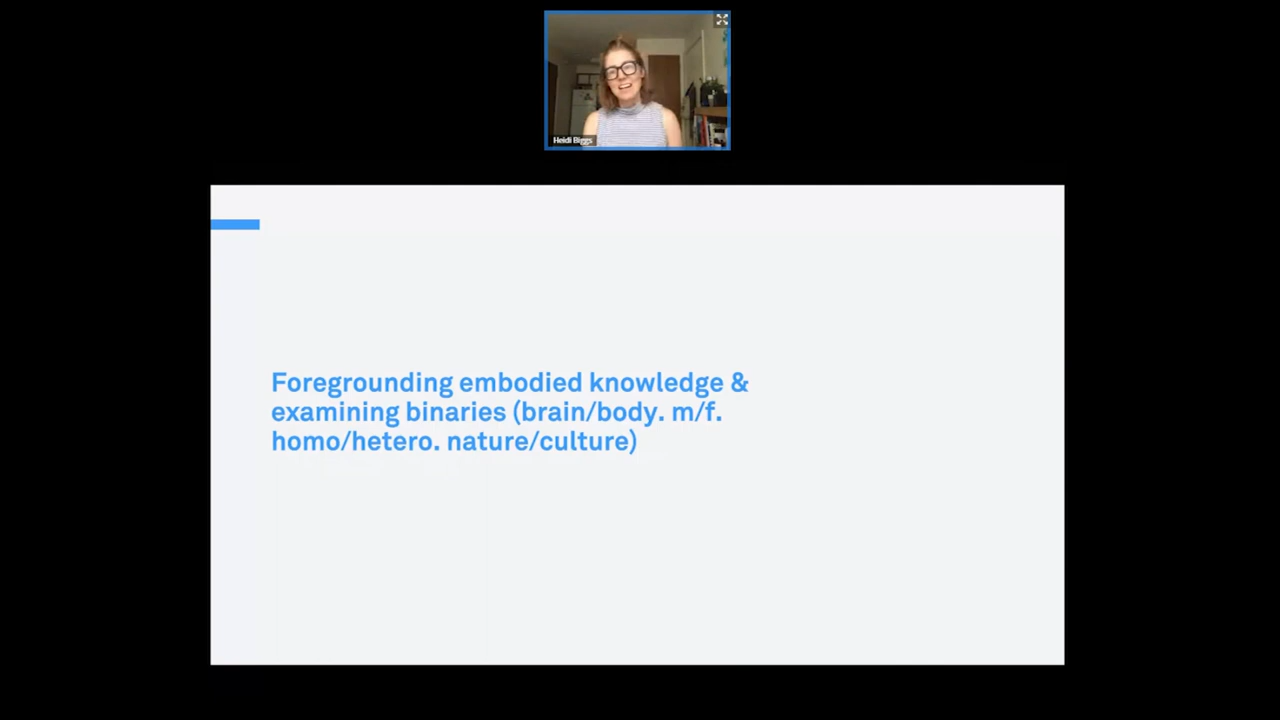 Heidi Biggs
Foregrounding embodied knowledge &
examining binaries (brain/body. m/f.
homo/hetero. nature/culture)